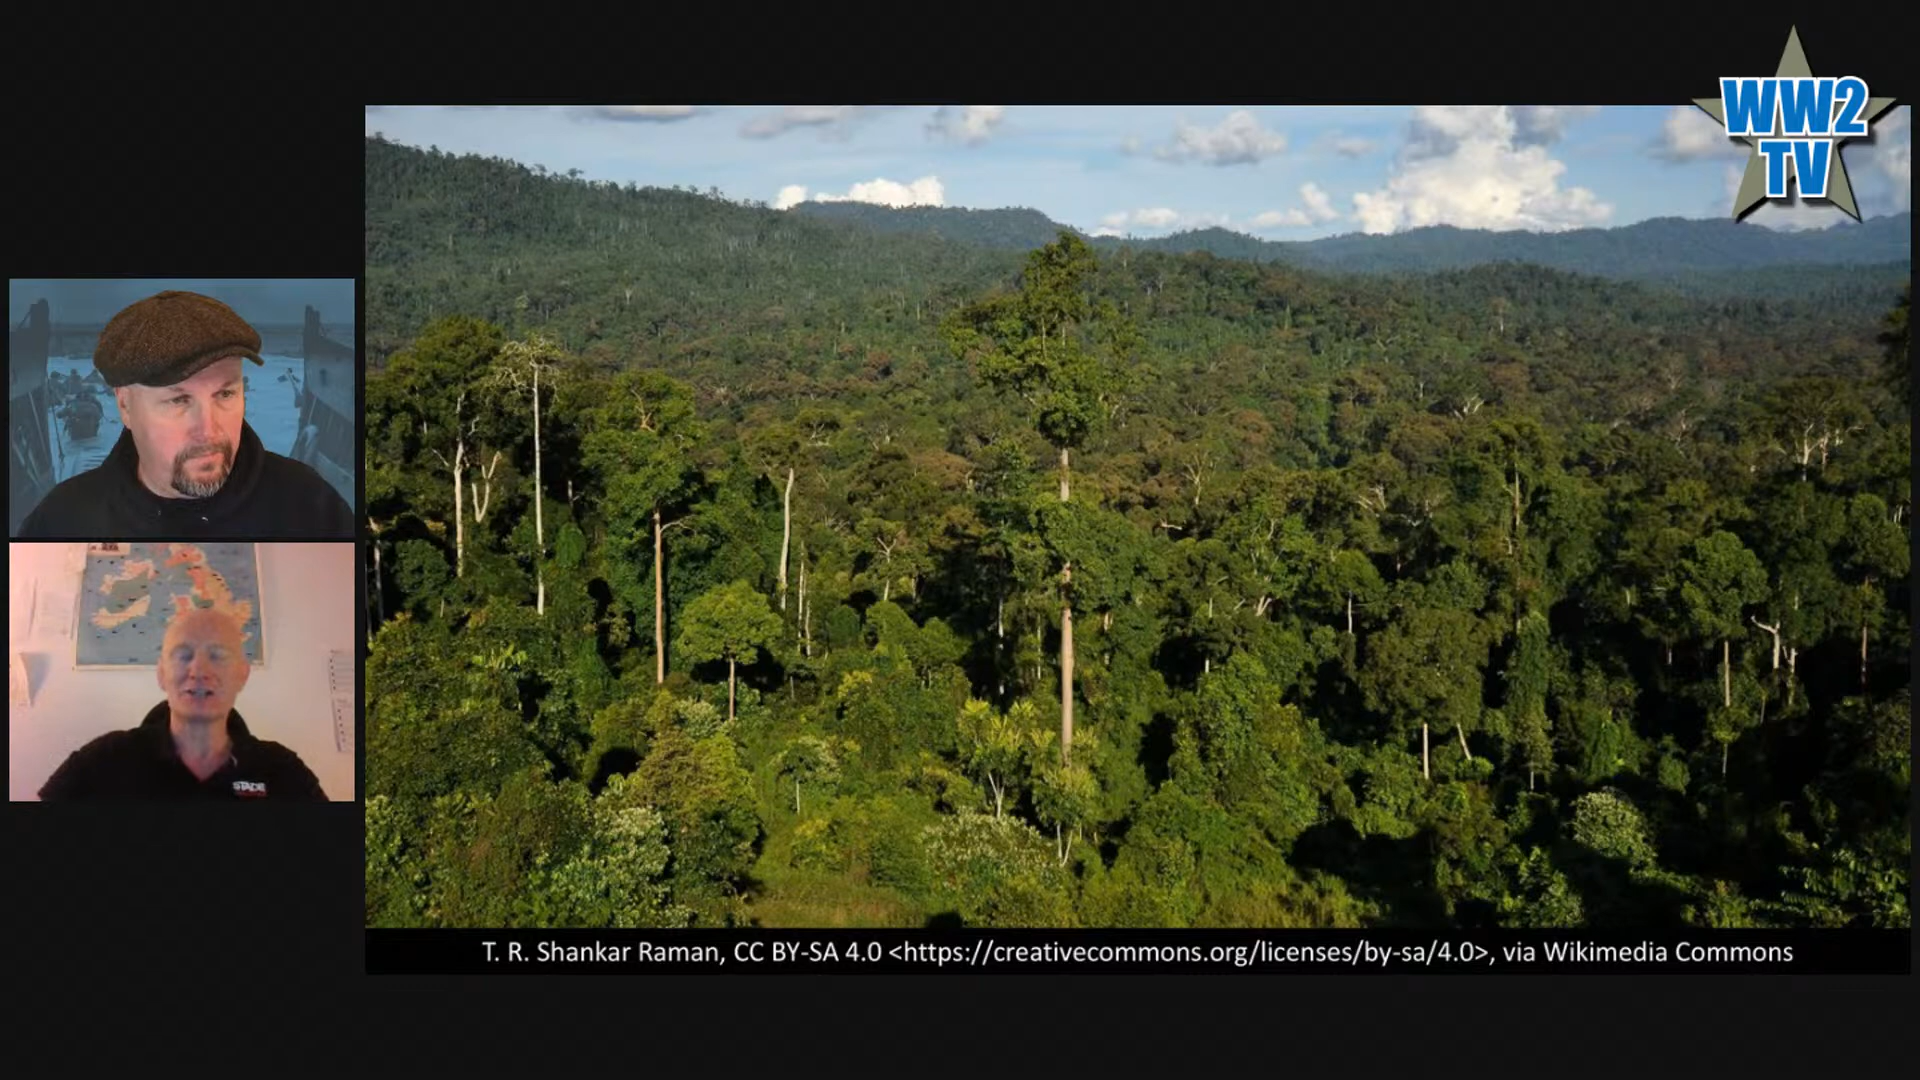 WW2
TV
STADE
T. R. Shankar Raman, CC BY-SA 4.0 <https://creativecommons.org/licenses/by-sa/4.0>, via Wikimedia Commons